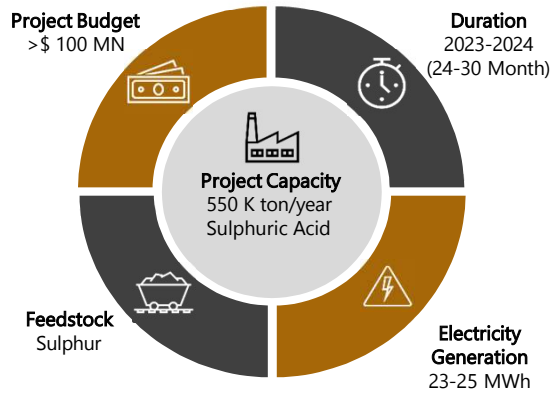 Project Budget
>$ 100 MN
Duration
2023-2024
(24-30 Month)
Project Capacity
550 K ton/year
Sulphuric Acid
Feedstock
Sulphur
Electricity
Generation
23-25 MWh